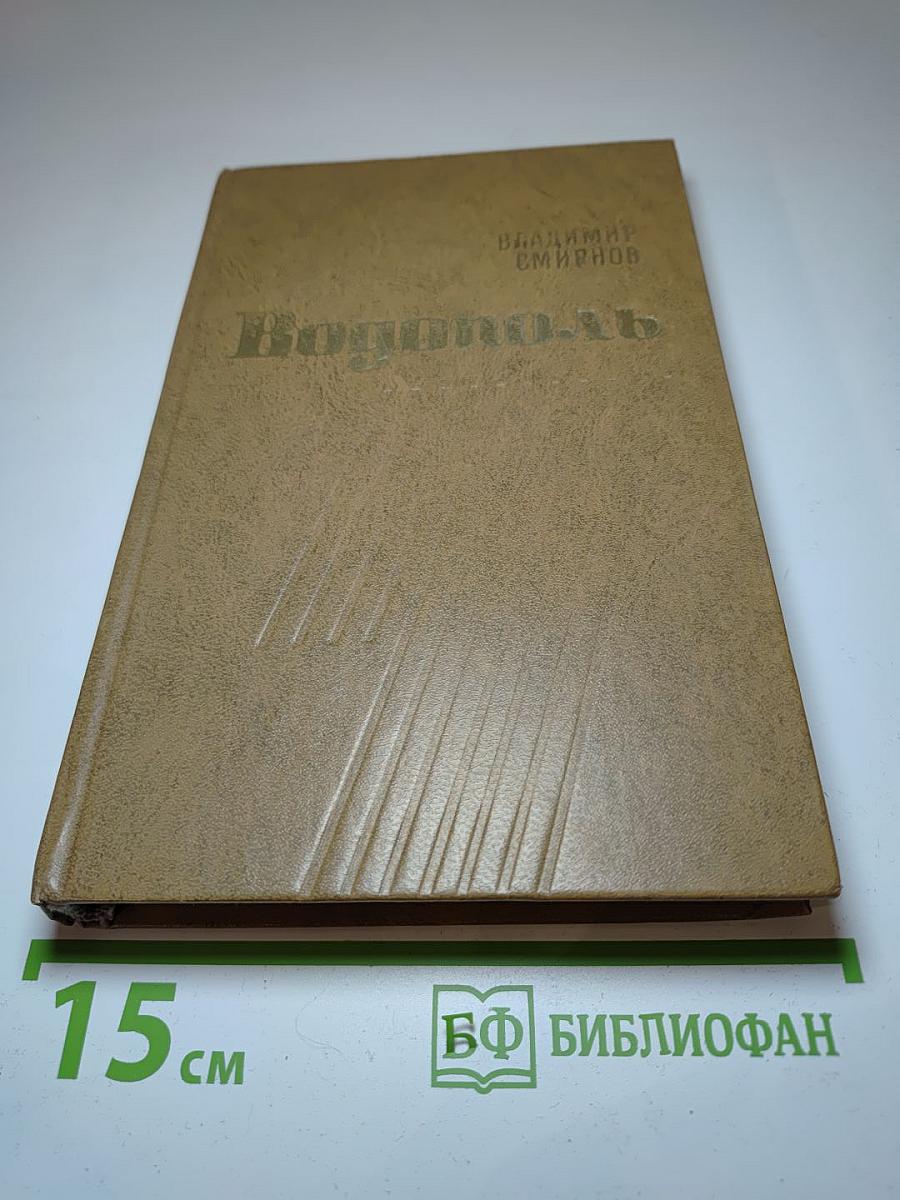 ВЛАДИМИР
СМИРНОВ
Водополь
15 см
БФ БИБЛИОФАН